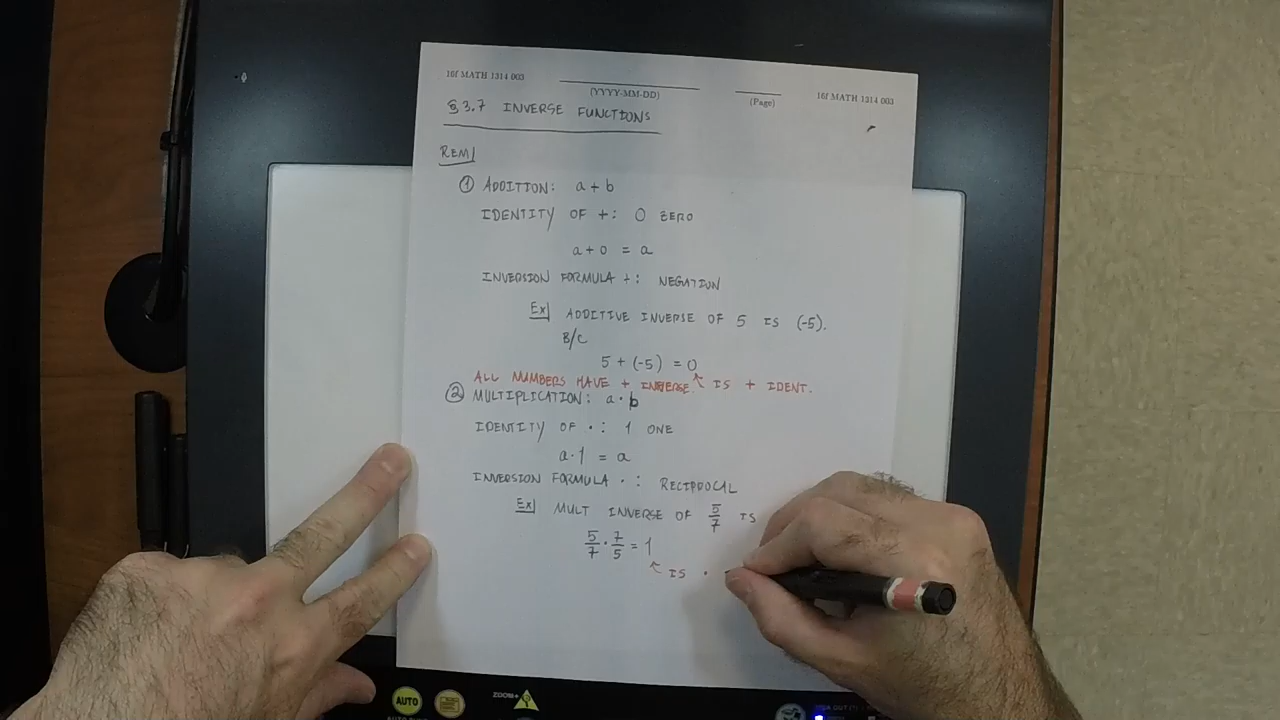 16f MATH 1314 003
(YYYY-MM-DD)
(Page)
16f MATH 1314 003
§3.7 INVERSE FUNCTIONS
REM
① ADDITION: a + b
IDENTITY OF +: 0 ZERO
a + 0 = a
INVERSION FORMULA +: NEGATION
Ex ADDITIVE INVERSE OF 5 IS (-5).
B/C
5 + (-5) = 0
ALL NUMBERS HAVE + INVERSE. IS + IDENT.
② MULTIPLICATION: a · b
IDENTITY OF ·: 1 ONE
a · 1 = a
INVERSION FORMULA ·: RECIPROCAL
Ex MULT INVERSE OF 5/7 IS
5/7 · 7/5 = 1
IS ·
ZOOM
AUTO